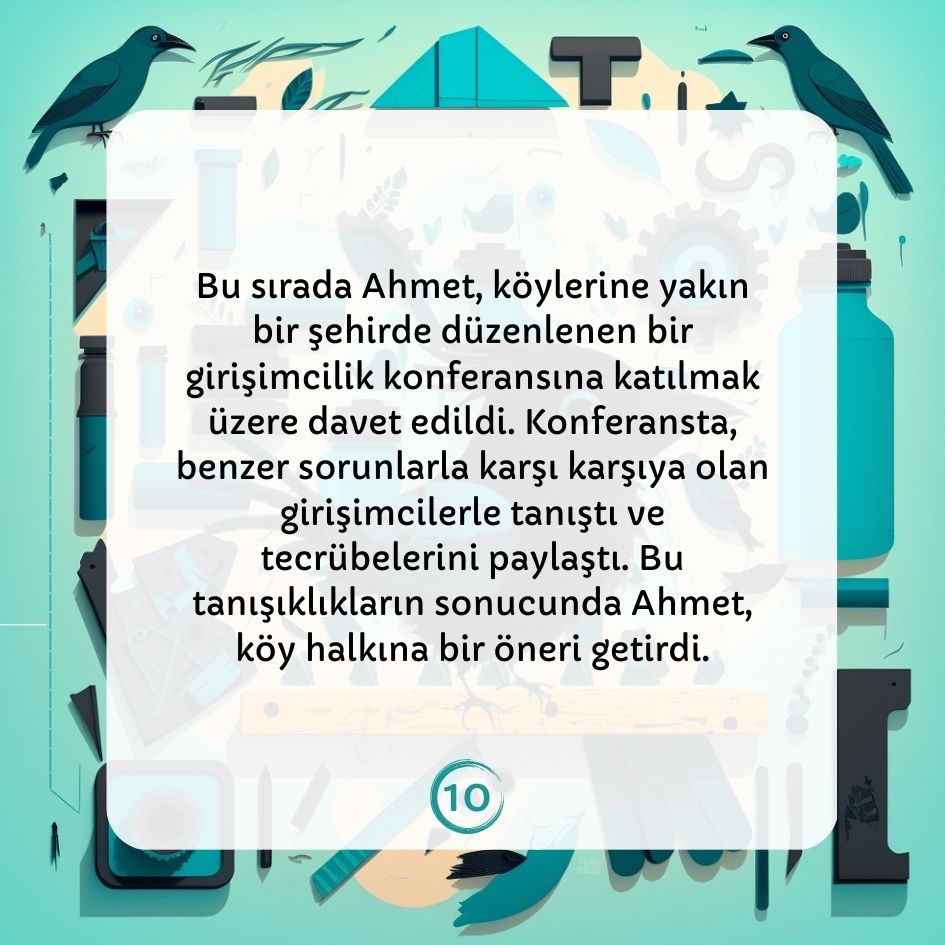 Bu sırada Ahmet, köylerine yakın
bir şehirde düzenlenen bir
girişimcilik konferansına katılmak
üzere davet edildi. Konferansta,
benzer sorunlarla karşı karşıya olan
girişimcilerle tanıştı ve
tecrübelerini paylaştı. Bu
tanışıklıkların sonucunda Ahmet,
köy halkına bir öneri getirdi.
10